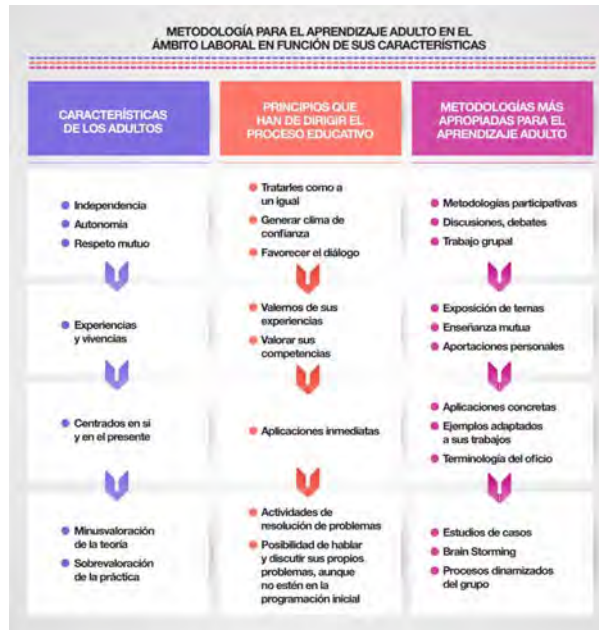 METODOLOGÍA PARA EL APRENDIZAJE ADULTO EN EL
ÁMBITO LABORAL EN FUNCIÓN DE SUS CARACTERÍSTICAS
CARACTERÍSTICAS
DE LOS ADULTOS
PRINCIPIOS QUE
HAN DE DIRIGIR EL
PROCESO EDUCATIVO
METODOLOGÍAS MÁS
APROPIADAS PARA EL
APRENDIZAJE ADULTO
Independencia
Autonomía
Respeto mutuo
Tratarles como a
un igual
Generar clima de
confianza
Favorecer el diálogo
Metodologías participativas
Discusiones, debates
Trabajo grupal
Experiencias
y vivencias
Valernos de sus
experiencias
Valorar sus
competencias
Exposición de temas
Enseñanza mutua
Aportaciones personales
Centrados en sí
y en el presente
Aplicaciones inmediatas
Aplicaciones concretas
Ejemplos adaptados
a sus trabajos
Terminología del oficio
Minusvaloración
de la teoría
Sobrevaloración
de la práctica
Actividades de
resolución de problemas
Posibilidad de hablar
y discutir sus propios
problemas, aunque
no estén en la
programación inicial
Estudios de casos
Brain Storming
Procesos dinamizados
del grupo